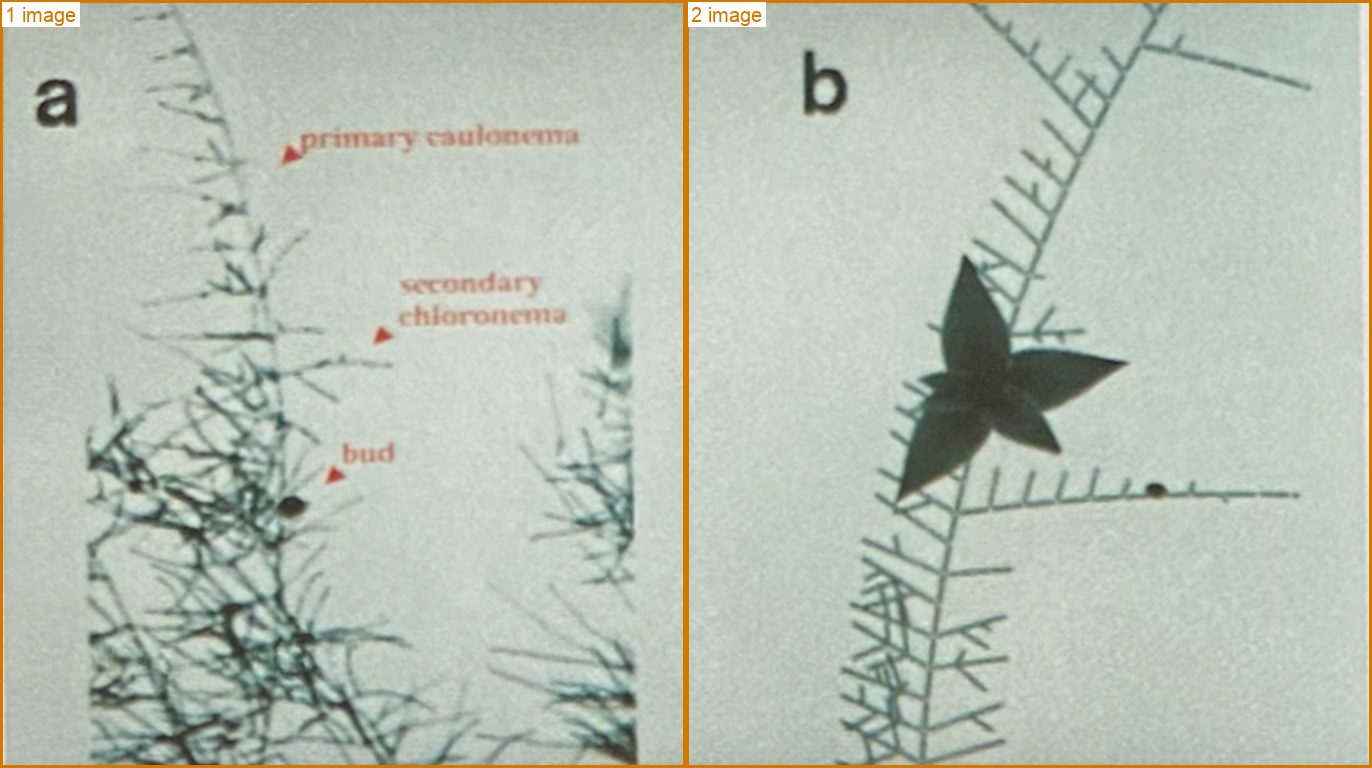 1 image
2 image
a
b
primary caulonema
secondary
chloronema
bud